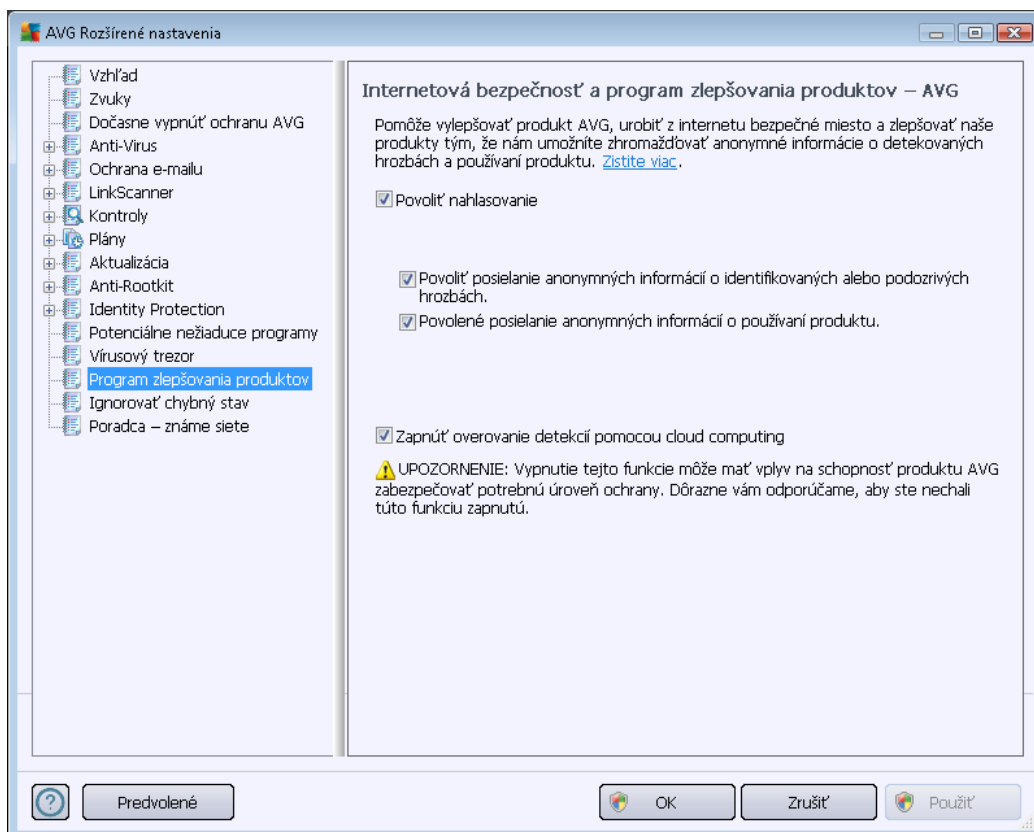 AVG Rozšírené nastavenia
Vzhľad
Zvuky
Dočasne vypnúť ochranu AVG
Anti-Virus
Ochrana e-mailu
LinkScanner
Kontroly
Plány
Aktualizácia
Anti-Rootkit
Identity Protection
Potenciálne nežiaduce programy
Vírusový trezor
Program zlepšovania produktov
Ignorovať chybný stav
Poradca – známe siete
Internetová bezpečnosť a program zlepšovania produktov – AVG
Pomôže vylepšovať produkt AVG, urobiť z internetu bezpečné miesto a zlepšovať naše
produkty tým, že nám umožníte zhromažďovať anonymné informácie o detekovaných
hrozbách a používaní produktu. Zistite viac.
Povoliť nahlasovanie
Povoliť posielanie anonymných informácií o identifikovaných alebo podozrivých
hrozbách.
Povolené posielanie anonymných informácií o používaní produktu.
Zapnúť overovanie detekcií pomocou cloud computing
UPOZORNENIE: Vypnutie tejto funkcie môže mať vplyv na schopnosť produktu AVG
zabezpečovať potrebnú úroveň ochrany. Dôrazne vám odporúčame, aby ste nechali
túto funkciu zapnutú.
Predvolené
OK
Zrušiť
Použiť